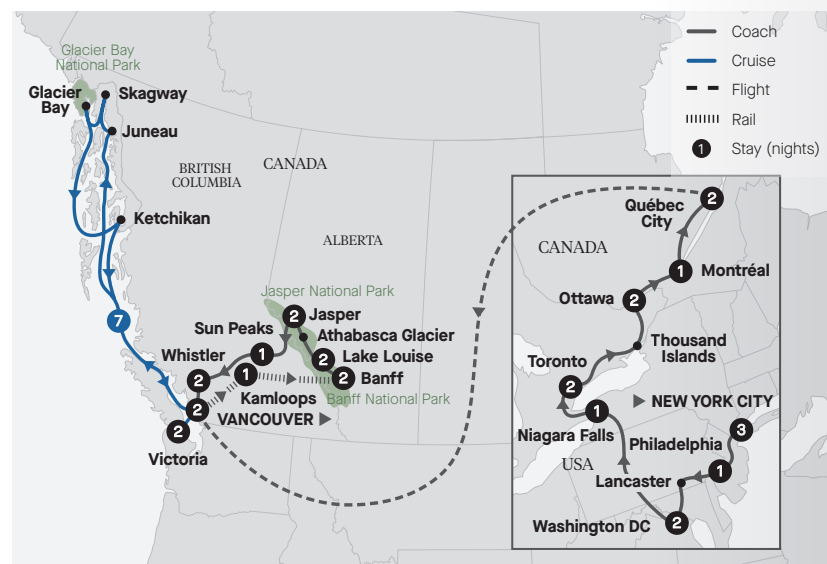 Coach
Cruise
Flight
Rail
1 Stay (nights)
Glacier Bay
National Park
Glacier
Bay
Skagway
Juneau
BRITISH
COLUMBIA
CANADA
Ketchikan
ALBERTA
7
Jasper National Park
2 Jasper
Sun Peaks
1
Athabasca Glacier
Whistler
2
2 Lake Louise
1
2 Banff
Kamloops
Banff National Park
2
VANCOUVER
2
Victoria
Québec
City
2
CANADA
1 Montréal
Ottawa 2
Thousand
Islands
Toronto
2
NEW YORK CITY
1
Niagara Falls
3
Philadelphia
USA
1
Lancaster
Washington DC 2